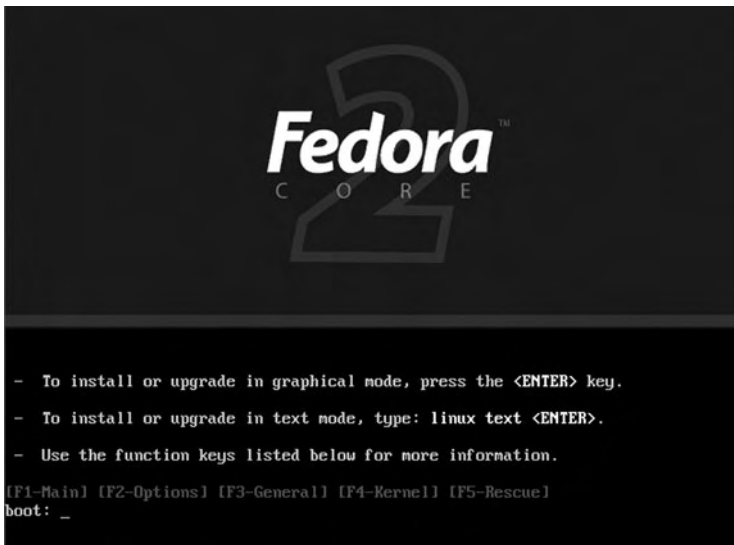 2
Fedora™
CORE
- To install or upgrade in graphical mode, press the <ENTER> key.
- To install or upgrade in text mode, type: linux text <ENTER>.
- Use the function keys listed below for more information.
[F1-Main] [F2-Options] [F3-General] [F4-Kernel] [F5-Rescue]
boot: _